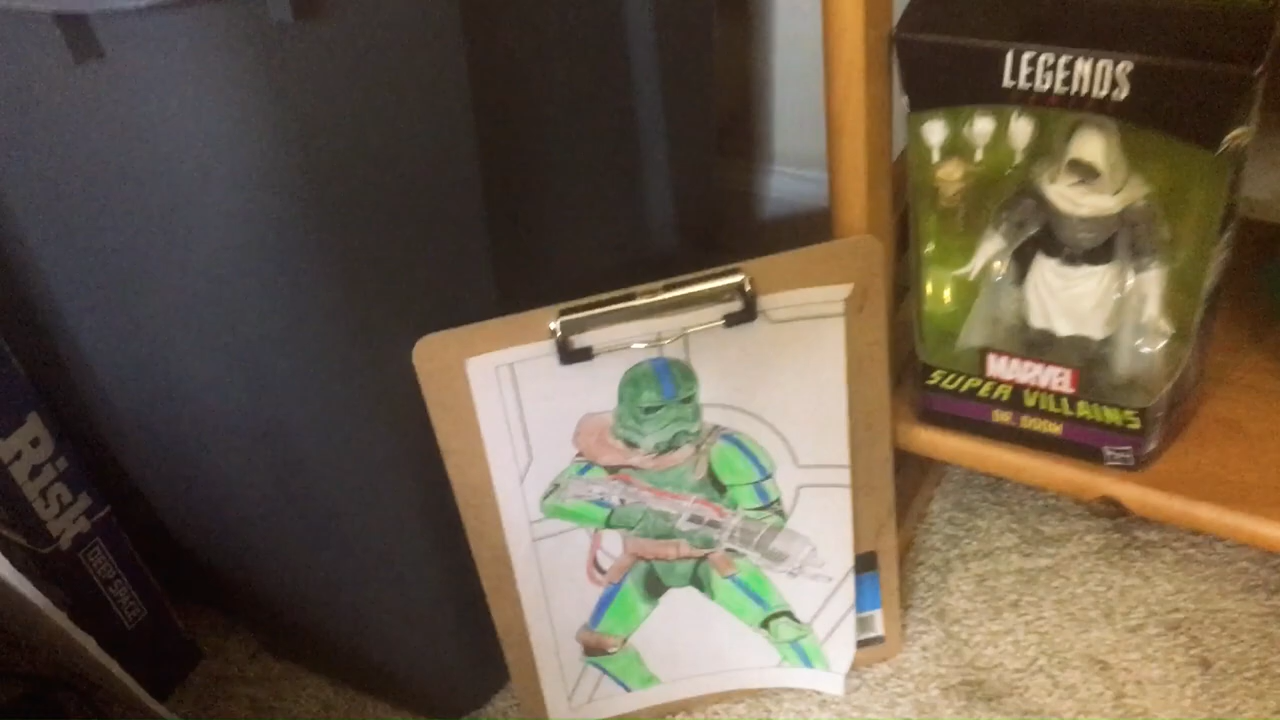 LEGENDS
MARVEL
SUPER VILLAINS
DR. DOOM
Risk
DEEP SPACE